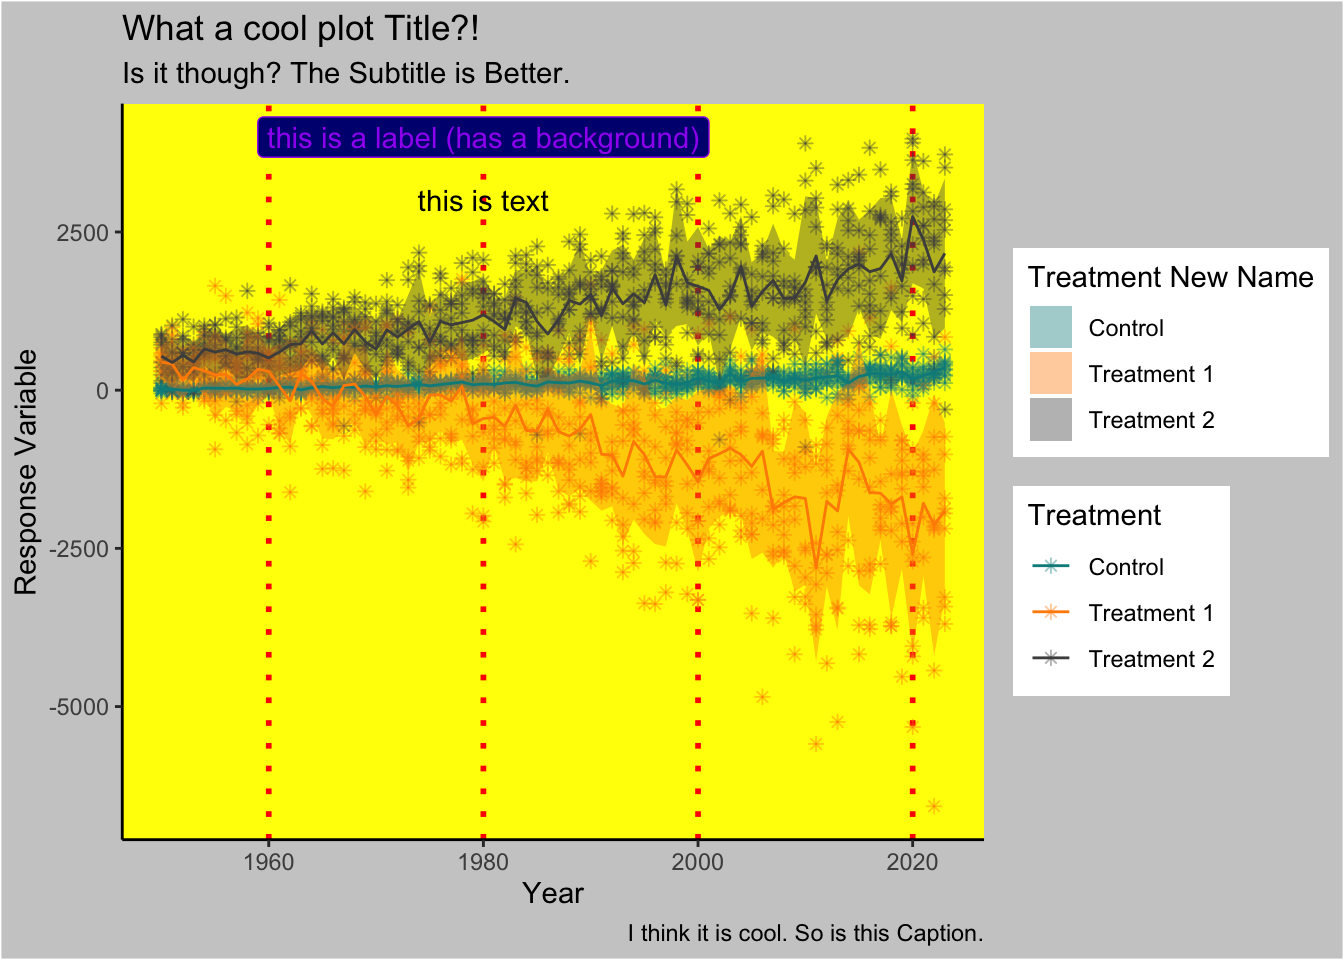 What a cool plot Title?!
Is it though? The Subtitle is Better.
this is a label (has a background)
this is text
Response Variable
2500
0
-2500
-5000
1960 1980 2000 2020
Year
I think it is cool. So is this Caption.
Treatment New Name
Control
Treatment 1
Treatment 2
Treatment
Control
Treatment 1
Treatment 2